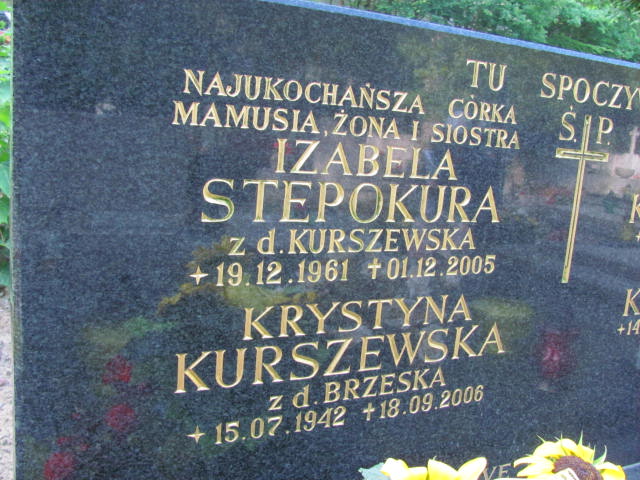 TU SPOCZY
NAJUKOCHAŃSZA CÓRKA
MAMUSIA, ŻONA I SIOSTRA
Ś. P.
IZABELA
STEPOKURA
z d. KURSZEWSKA
+ 19.12.1961 ✝ 01.12.2005
KRYSTYNA
KURSZEWSKA
z d. BRZESKA
+ 15.07.1942 ✝ 18.09.2006
K
K
+14